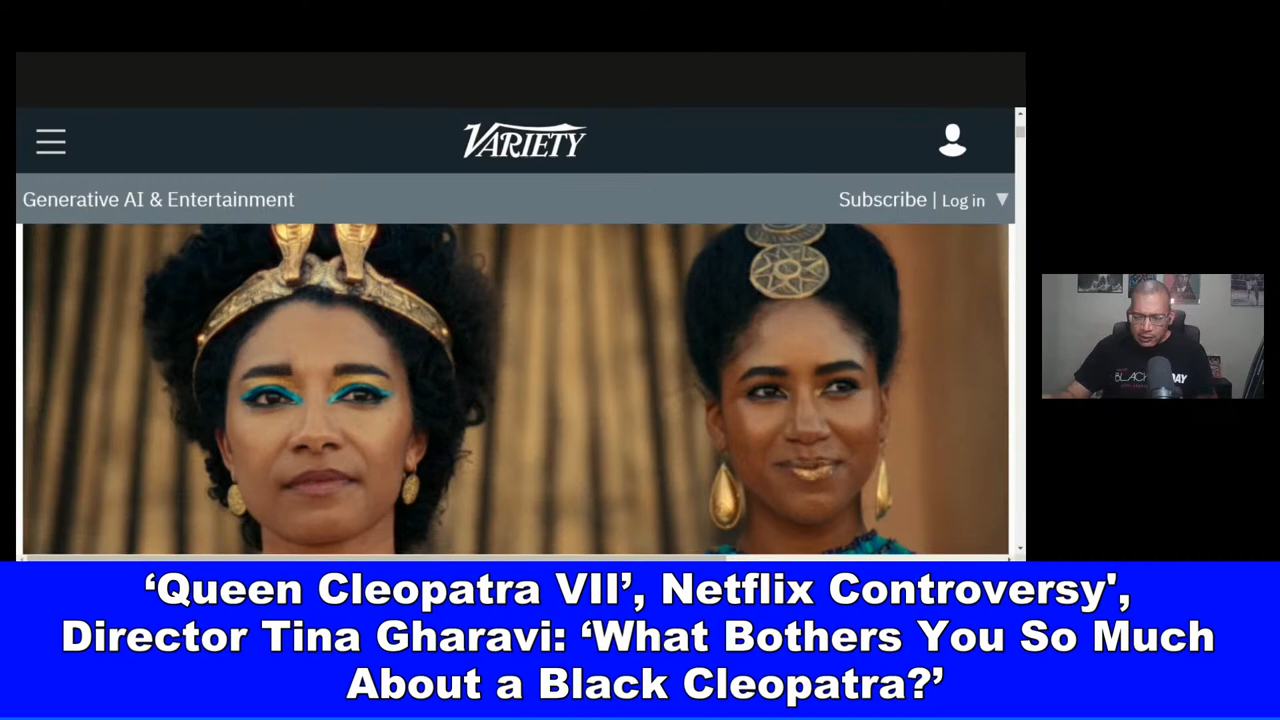 VARIETY
Generative AI & Entertainment
Subscribe | Log in ▼
‘Queen Cleopatra VII’, Netflix Controversy',
Director Tina Gharavi: ‘What Bothers You So Much
About a Black Cleopatra?’